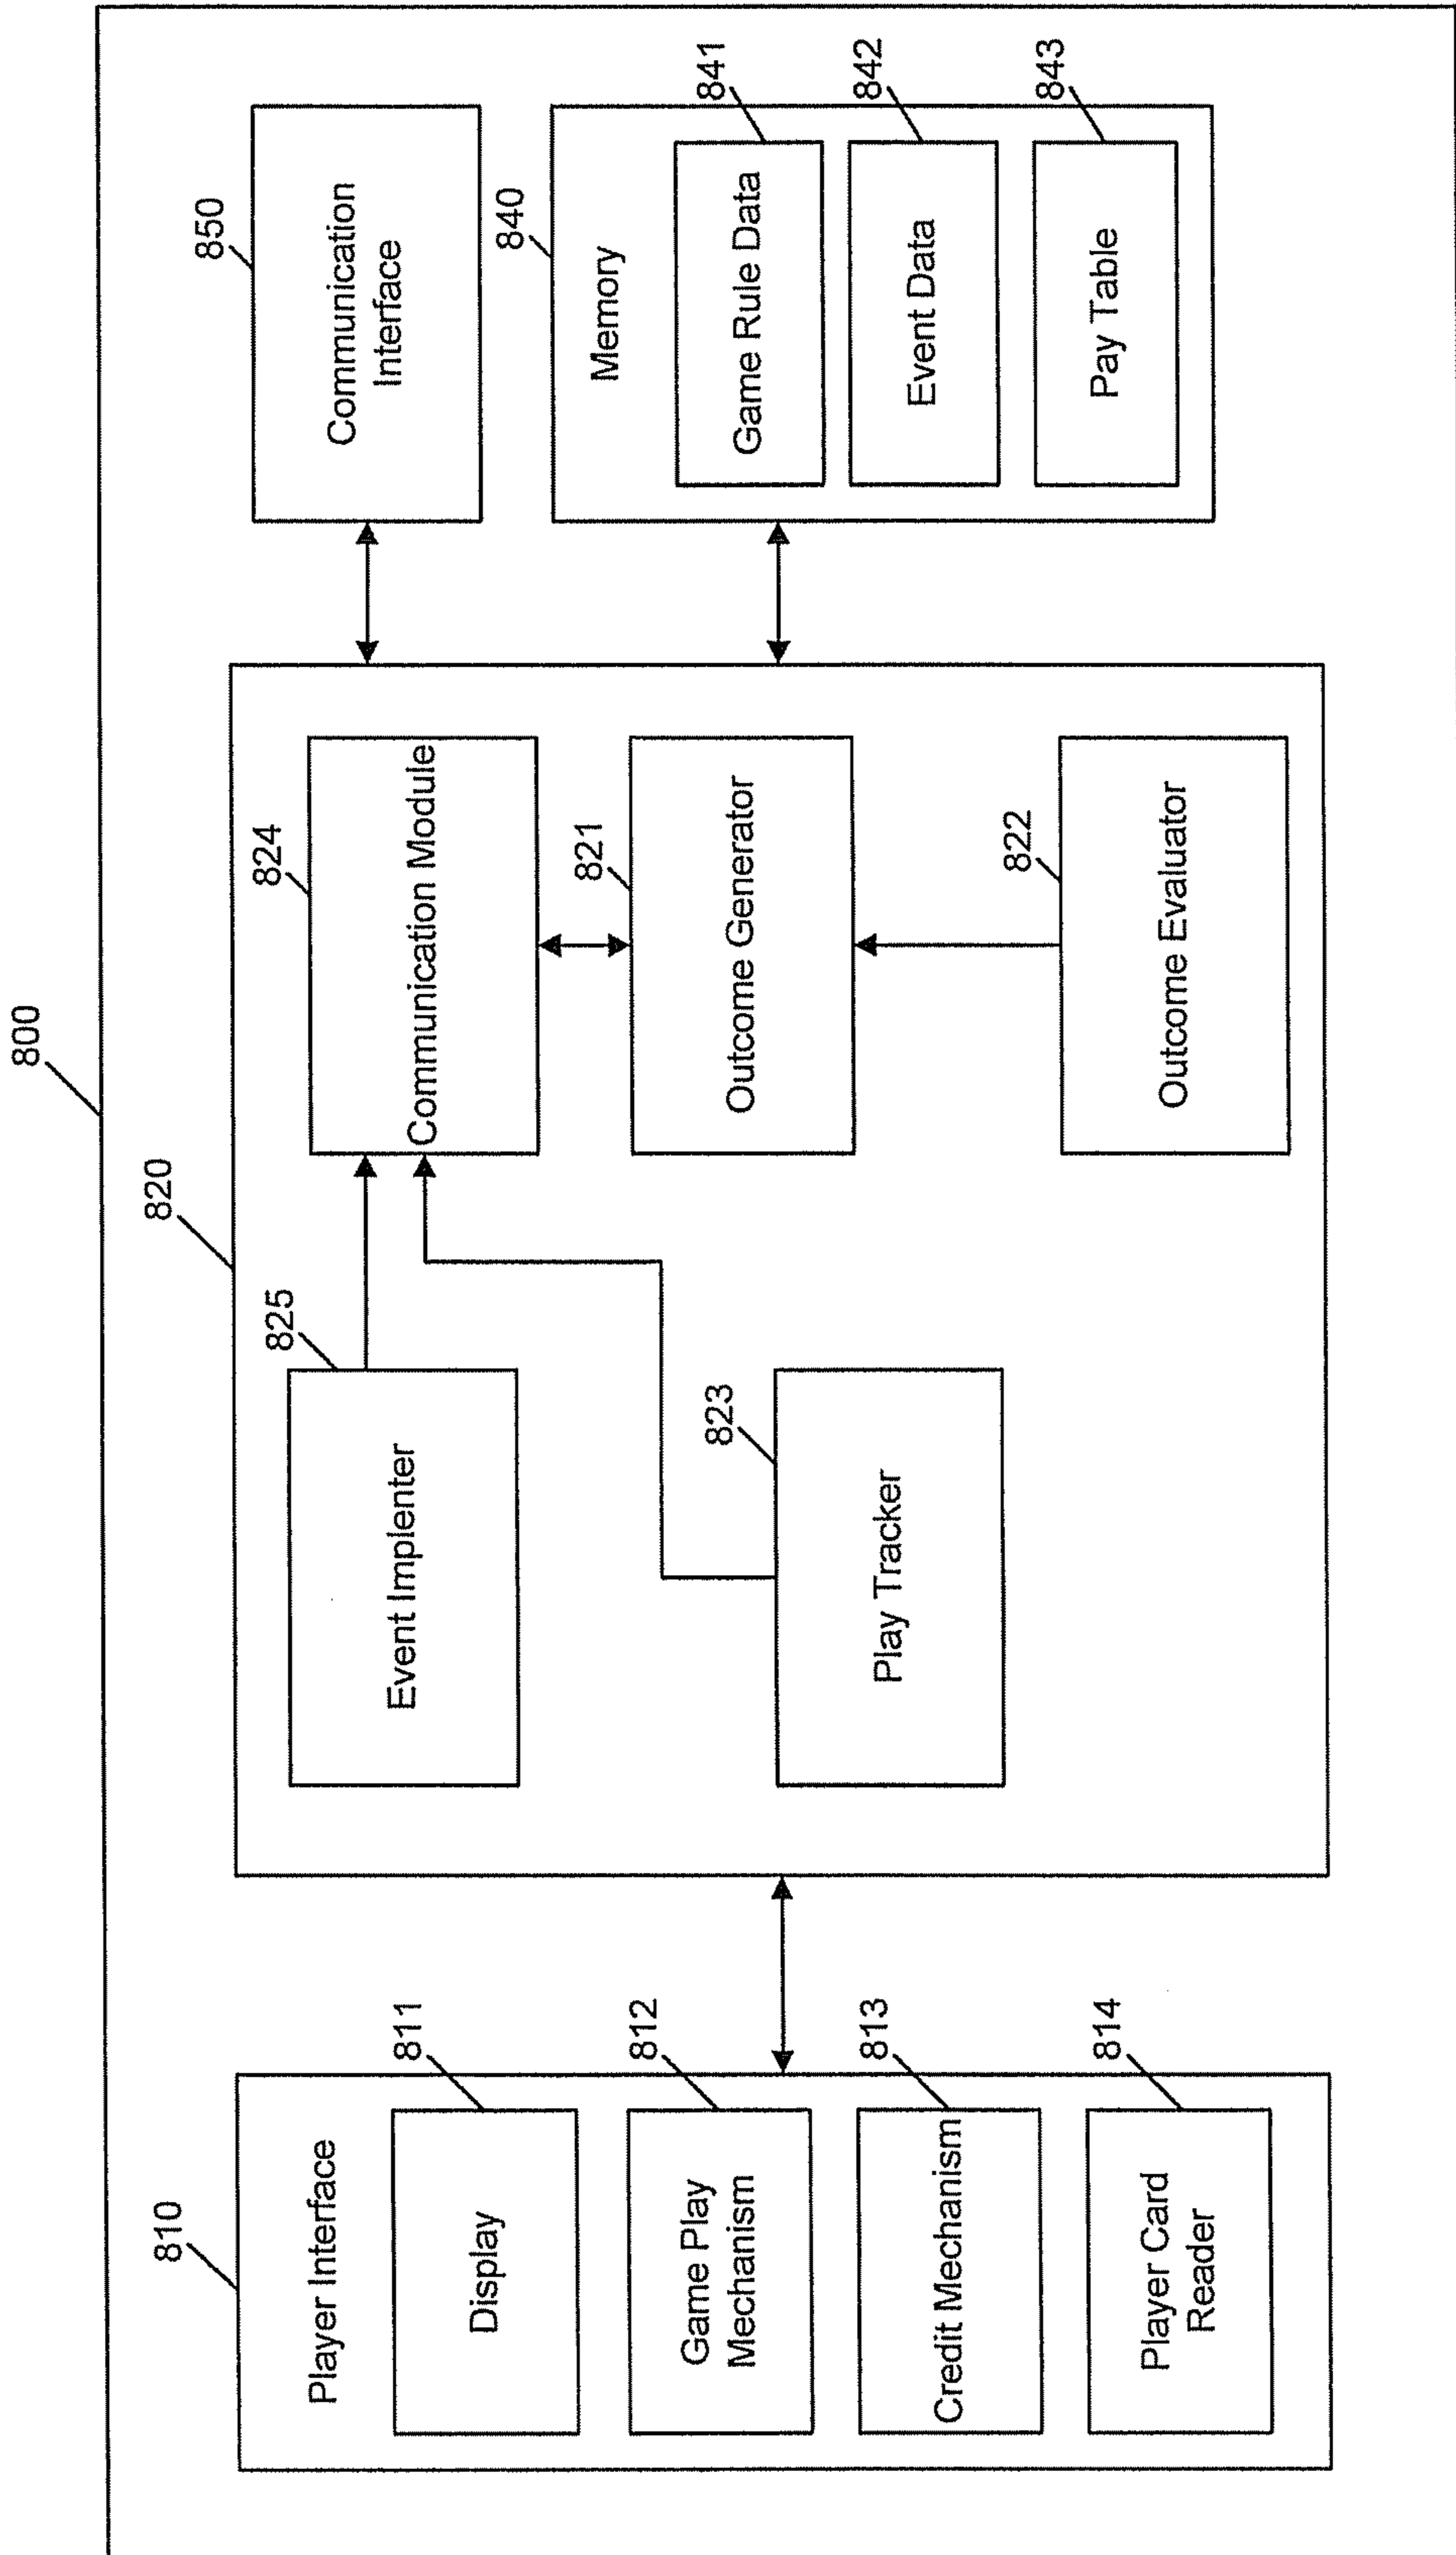 800
810
Player Interface
811
Display
812
Game Play
Mechanism
813
Credit Mechanism
814
Player Card
Reader
820
825
Event Implenter
823
Play Tracker
824
Communication Module
821
Outcome Generator
822
Outcome Evaluator
850
Communication
Interface
840
Memory
841
Game Rule Data
842
Event Data
843
Pay Table